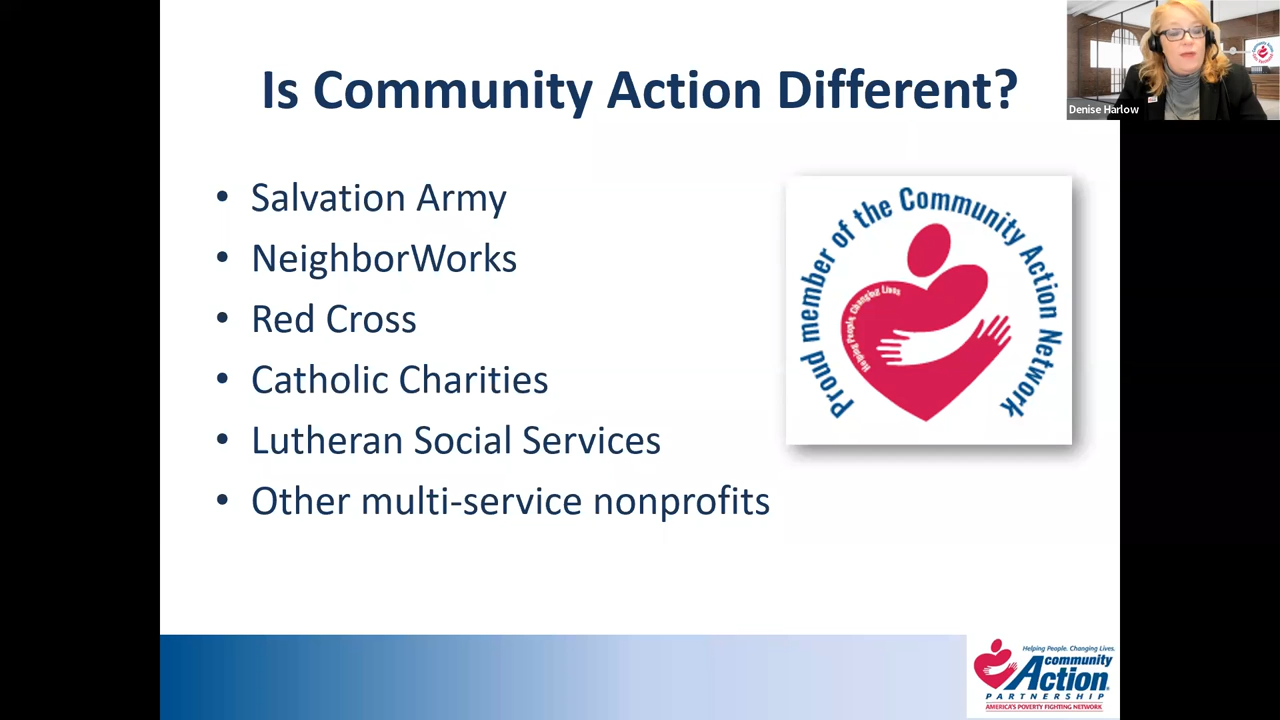 Is Community Action Different?
Denise Harlow
• Salvation Army
• NeighborWorks
• Red Cross
• Catholic Charities
• Lutheran Social Services
• Other multi-service nonprofits
Proud member of the Community Action Network
Helping People. Changing Lives
Helping People. Changing Lives.
community
Action®
PARTNERSHIP
AMERICA'S POVERTY FIGHTING NETWORK